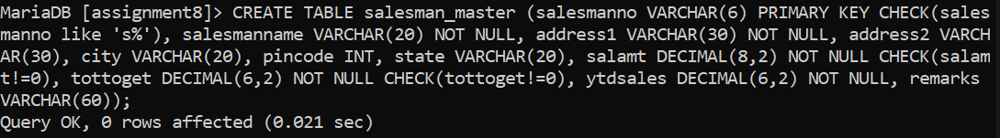 MariaDB [assignment8]> CREATE TABLE salesman_master (salesmanno VARCHAR(6) PRIMARY KEY CHECK(sales
manno like 's%'), salesmanname VARCHAR(20) NOT NULL, address1 VARCHAR(30) NOT NULL, address2 VARCH
AR(30), city VARCHAR(20), pincode INT, state VARCHAR(20), salamt DECIMAL(8,2) NOT NULL CHECK(salam
t!=0), tottoget DECIMAL(6,2) NOT NULL CHECK(tottoget!=0), ytdsales DECIMAL(6,2) NOT NULL, remarks
VARCHAR(60));
Query OK, 0 rows affected (0.021 sec)